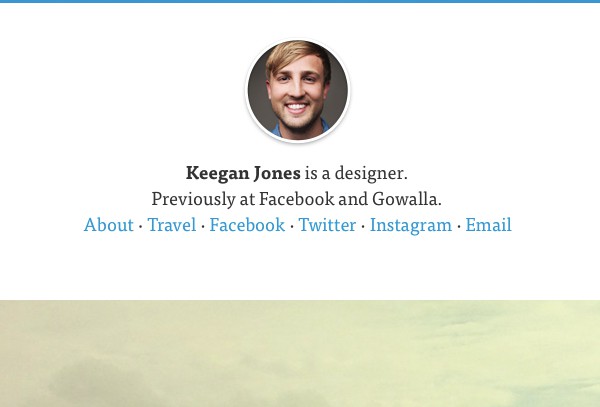 Keegan Jones is a designer.
Previously at Facebook and Gowalla.
About · Travel · Facebook · Twitter · Instagram · Email